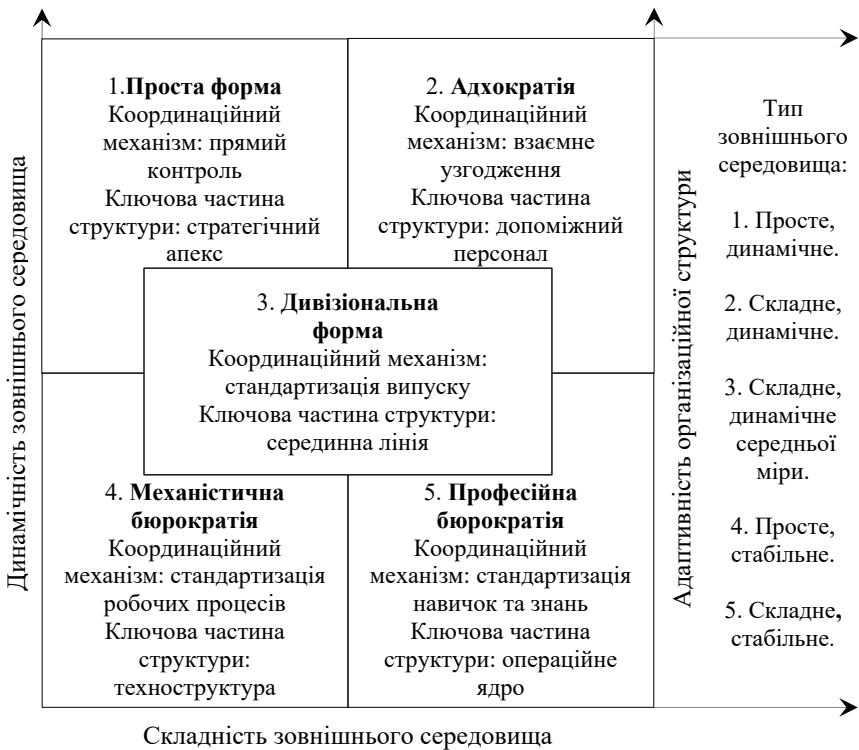 Динамічність зовнішнього середовища
1.Проста форма
Координаційний
механізм: прямий
контроль
Ключова частина
структури: стратегічний
апекс
2. Адхократія
Координаційний
механізм: взаємне
узгодження
Ключова частина
структури: допоміжний
персонал
3. Дивізіональна
форма
Координаційний механізм:
стандартизація випуску
Ключова частина структури:
серединна лінія
4. Механістична
бюрократія
Координаційний
механізм: стандартизація
робочих процесів
Ключова частина
структури:
техноструктура
5. Професійна
бюрократія
Координаційний
механізм: стандартизація
навичок та знань
Ключова частина
структури: операційне
ядро
Адаптивність організаційної структури
Тип
зовнішнього
середовища:
1. Просте,
динамічне.
2. Складне,
динамічне.
3. Складне,
динамічне
середньої
міри.
4. Просте,
стабільне.
5. Складне,
стабільне.
Складність зовнішнього середовища